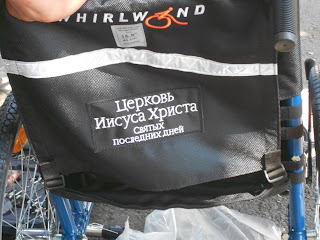 WHIRLWIND
Церковь
Иисуса Христа
Святых
последних дней